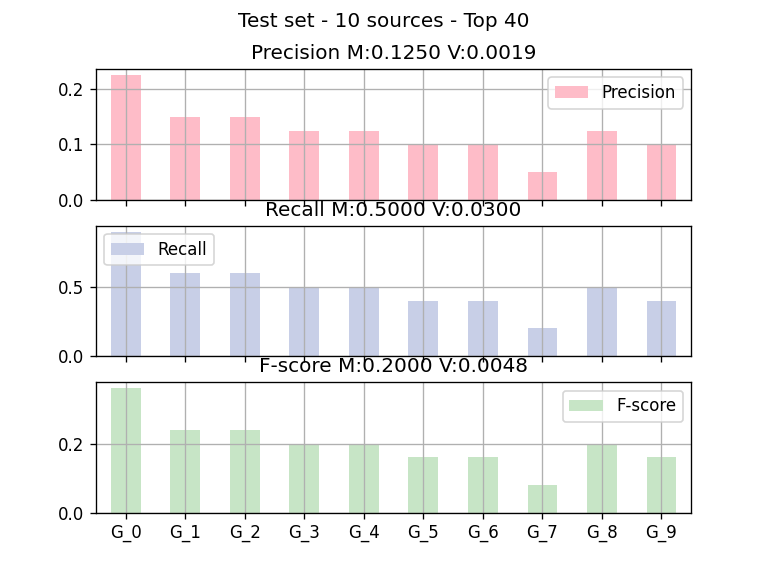 Test set - 10 sources - Top 40
Precision M:0.1250 V:0.0019
0.2
0.1
0.0
Precision
Recall M:0.5000 V:0.0300
0.5
0.0
Recall
F-score M:0.2000 V:0.0048
0.2
0.0
F-score
G_0 G_1 G_2 G_3 G_4 G_5 G_6 G_7 G_8 G_9